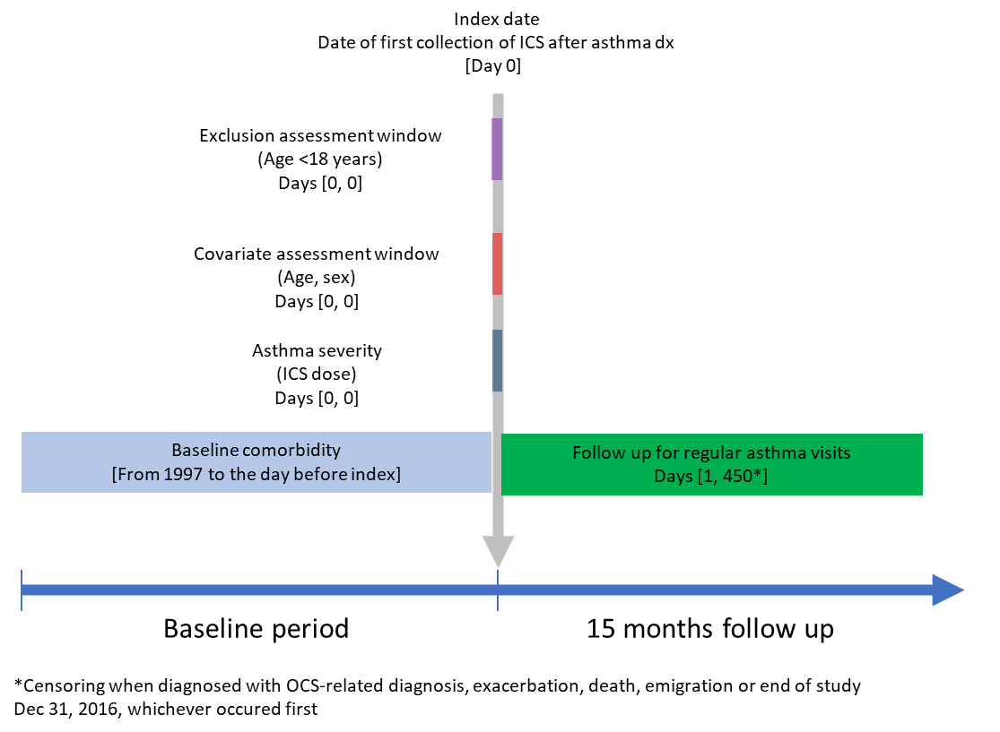 Index date
Date of first collection of ICS after asthma dx
[Day 0]
Exclusion assessment window
(Age <18 years)
Days [0, 0]
Covariate assessment window
(Age, sex)
Days [0, 0]
Asthma severity
(ICS dose)
Days [0, 0]
Baseline comorbidity
[From 1997 to the day before index]
Follow up for regular asthma visits
Days [1, 450*]
Baseline period
15 months follow up
*Censoring when diagnosed with OCS-related diagnosis, exacerbation, death, emigration or end of study
Dec 31, 2016, whichever occured first